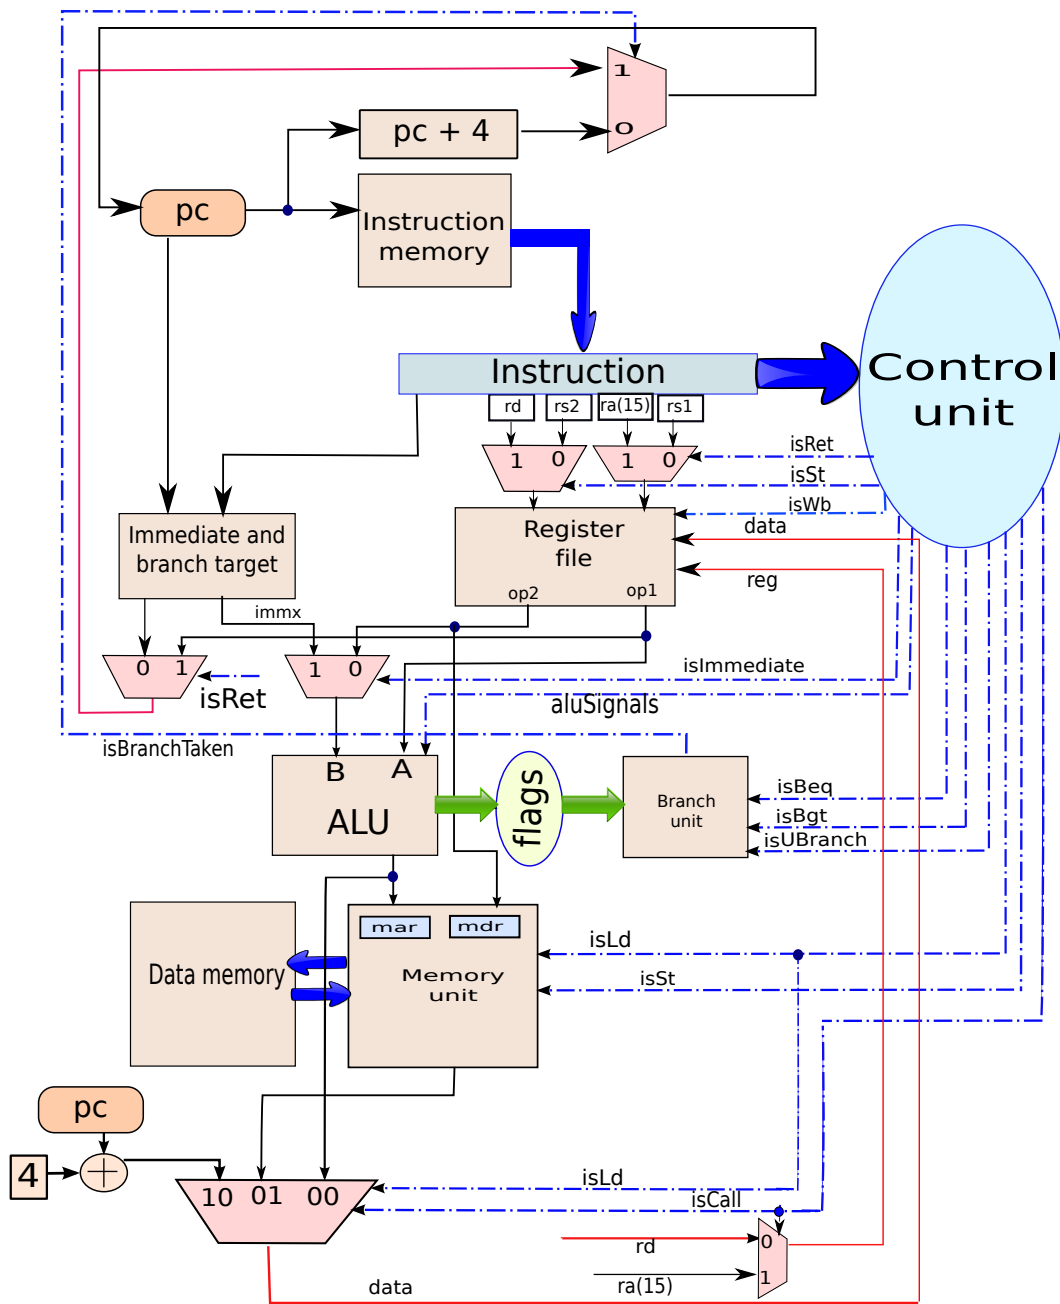 1
0
pc + 4
pc
Instruction
memory
Control
unit
Instruction
rd
rs2
ra(15)
rs1
1
0
1
0
isRet
isSt
isWb
data
reg
Register
file
op2
op1
Immediate and
branch target
immx
0
1
1
0
isRet
isImmediate
aluSignals
isBranchTaken
B
A
ALU
flags
Branch
unit
isBeq
isBgt
isUBranch
mar
mdr
Memory
unit
Data memory
isLd
isSt
pc
4
10
01
00
isLd
isCall
rd
0
ra(15)
1
data